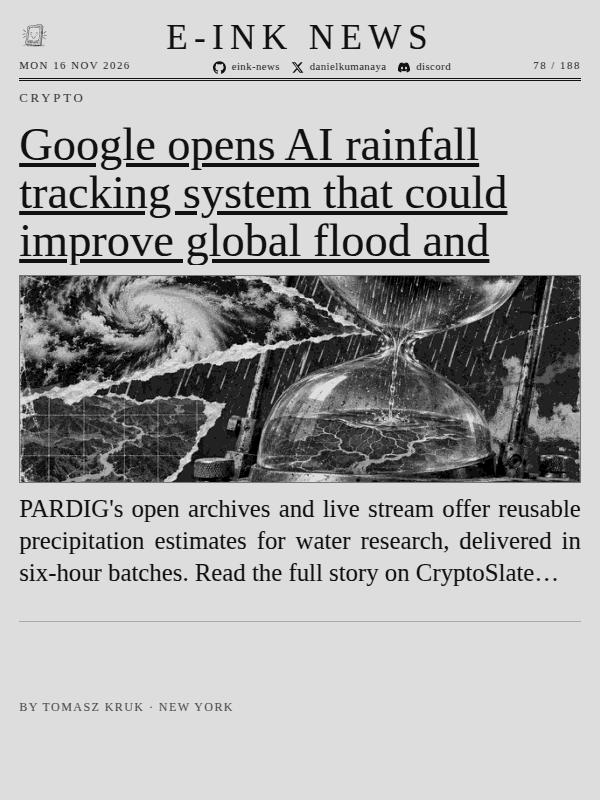 E-INK NEWS
MON 16 NOV 2026
eink-news danielkumanaya discord
78 / 188
CRYPTO
Google opens AI rainfall
tracking system that could
improve global flood and
PARDIG's open archives and live stream offer reusable
precipitation estimates for water research, delivered in
six-hour batches. Read the full story on CryptoSlate…
BY TOMASZ KRUK · NEW YORK